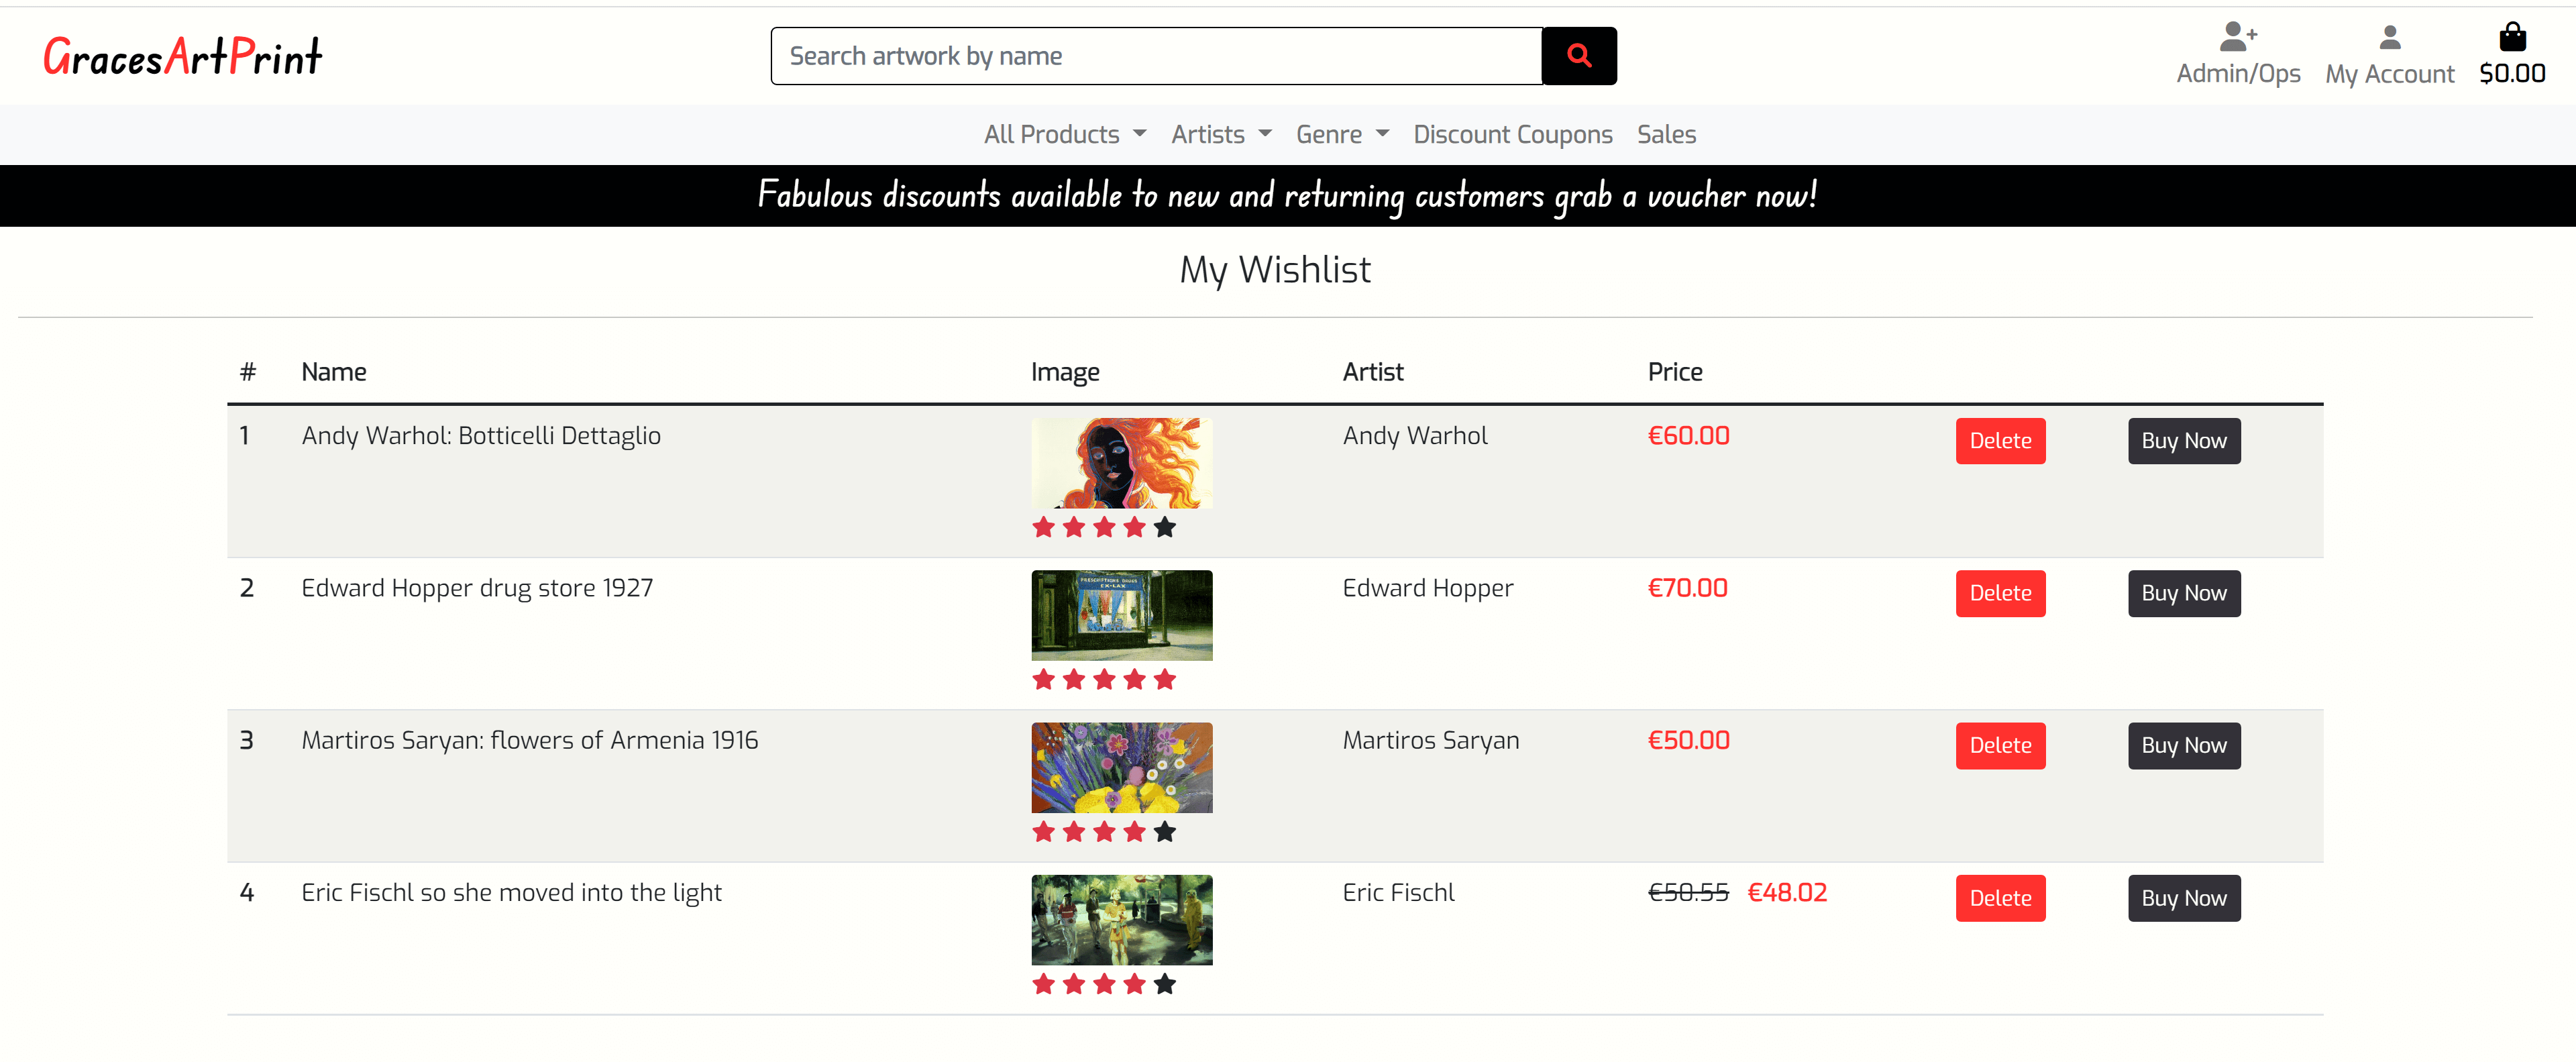 GracesArtPrint
Search artwork by name
Admin/Ops
My Account
$0.00
All Products Artists Genre Discount Coupons Sales
Fabulous discounts available to new and returning customers grab a voucher now!
My Wishlist
# Name Image Artist Price
1 Andy Warhol: Botticelli Dettaglio Andy Warhol €60.00 Delete Buy Now
2 Edward Hopper drug store 1927 Edward Hopper €70.00 Delete Buy Now
PRESCRIPTIONS DRUGS
EX-LAX
3 Martiros Saryan: flowers of Armenia 1916 Martiros Saryan €50.00 Delete Buy Now
4 Eric Fischl so she moved into the light Eric Fischl €50.55 €48.02 Delete Buy Now